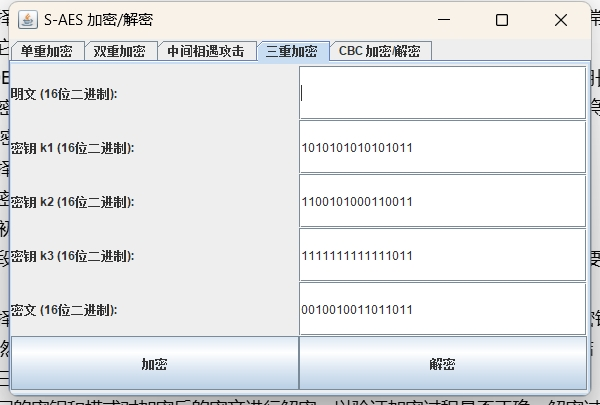 S-AES 加密/解密
单重加密 双重加密 中间相遇攻击 三重加密 CBC 加密/解密
明文 (16位二进制):
密钥 k1 (16位二进制): 1010101010101011
密钥 k2 (16位二进制): 1100101000110011
密钥 k3 (16位二进制): 1111111111111011
密文 (16位二进制): 0010010011011011
加密 解密